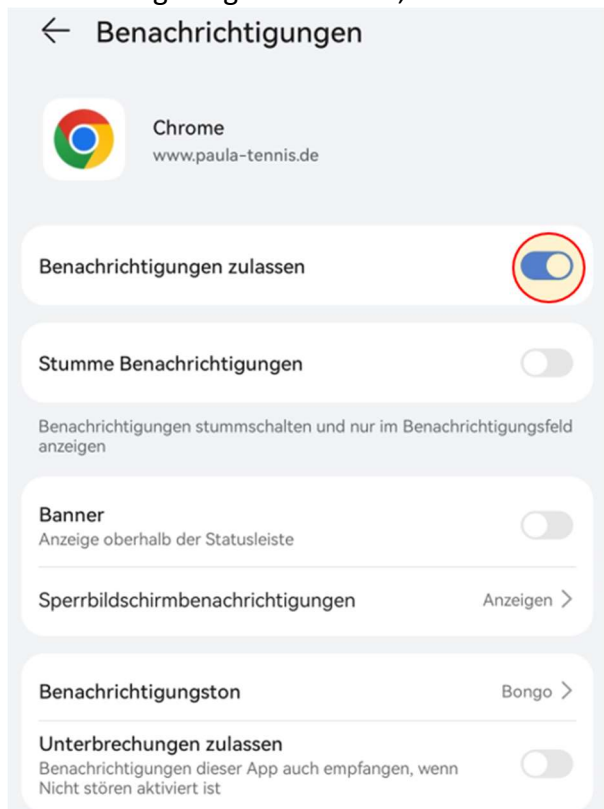 Benachrichtigungen
Chrome
www.paula-tennis.de
Benachrichtigungen zulassen
Stumme Benachrichtigungen
Benachrichtigungen stummschalten und nur im Benachrichtigungsfeld
anzeigen
Banner
Anzeige oberhalb der Statusleiste
Sperrbildschirmbenachrichtigungen Anzeigen >
Benachrichtigungston Bongo >
Unterbrechungen zulassen
Benachrichtigungen dieser App auch empfangen, wenn
Nicht stören aktiviert ist